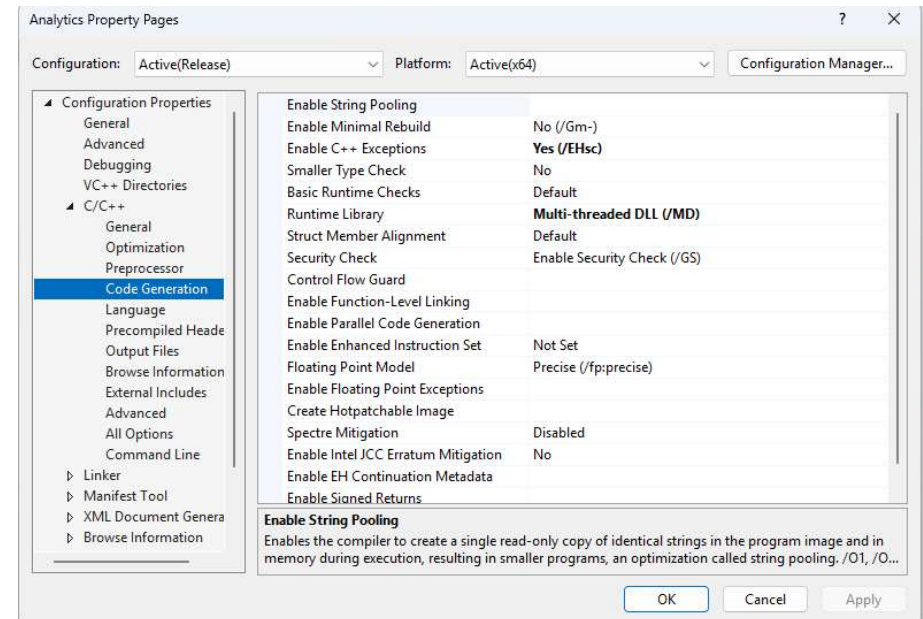 Analytics Property Pages ? ×
Configuration: Active(Release) Platform: Active(x64) Configuration Manager...
Configuration Properties
General
Advanced
Debugging
VC++ Directories
C/C++
General
Optimization
Preprocessor
Code Generation
Language
Precompiled Heade
Output Files
Browse Information
External Includes
Advanced
All Options
Command Line
Linker
Manifest Tool
XML Document Genera
Browse Information
Enable String Pooling
Enable Minimal Rebuild No (/Gm-)
Enable C++ Exceptions Yes (/EHsc)
Smaller Type Check No
Basic Runtime Checks Default
Runtime Library Multi-threaded DLL (/MD)
Struct Member Alignment Default
Security Check Enable Security Check (/GS)
Control Flow Guard
Enable Function-Level Linking
Enable Parallel Code Generation
Enable Enhanced Instruction Set Not Set
Floating Point Model Precise (/fp:precise)
Enable Floating Point Exceptions
Create Hotpatchable Image
Spectre Mitigation Disabled
Enable Intel JCC Erratum Mitigation No
Enable EH Continuation Metadata
Enable Signed Returns
Enable String Pooling
Enables the compiler to create a single read-only copy of identical strings in the program image and in
memory during execution, resulting in smaller programs, an optimization called string pooling. /O1, /O...
OK Cancel Apply